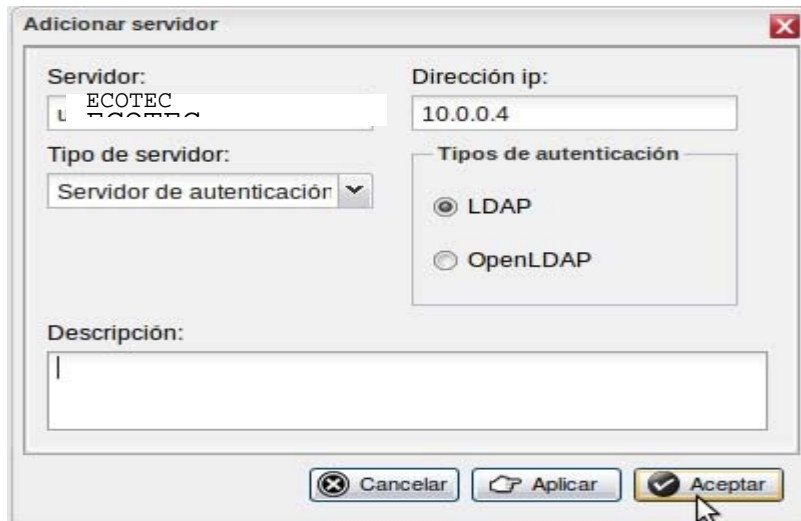 Adicionar servidor
Servidor:
ECOTEC
u
Dirección ip:
10.0.0.4
Tipo de servidor:
Servidor de autenticación
Tipos de autenticación
LDAP
OpenLDAP
Descripción:
Cancelar
Aplicar
Aceptar